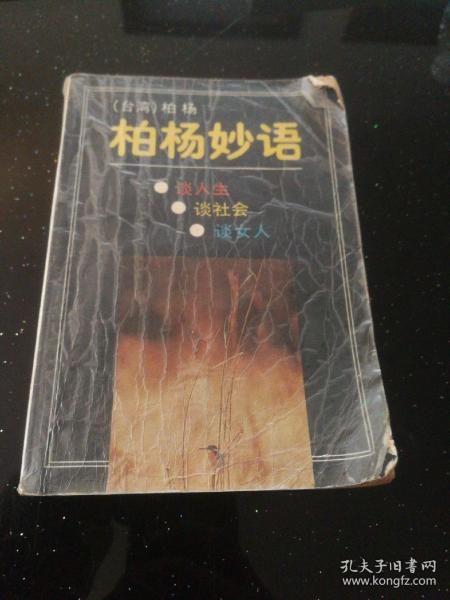 (台湾)柏杨
柏杨妙语
谈人生
谈社会
谈女人
孔夫子旧书网
www.kongfz.com